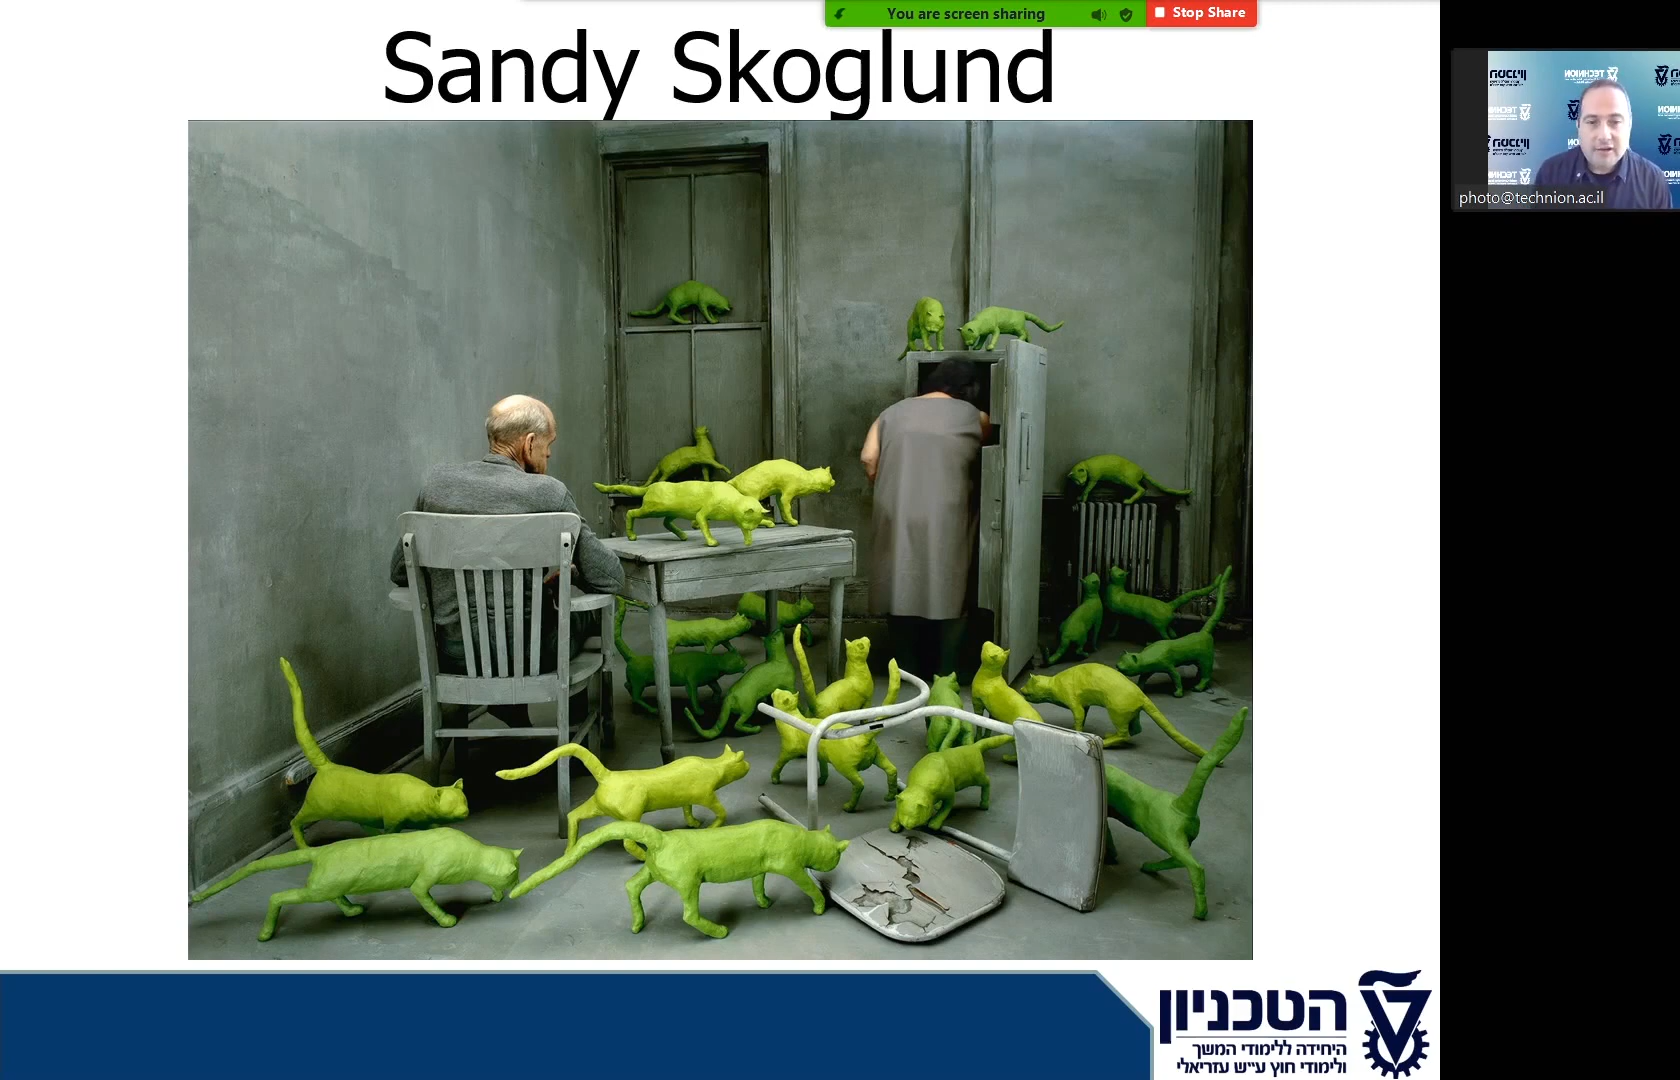 You are screen sharing
Stop Share
Sandy Skoglund
photo@technion.ac.il
הטכניון
היחידה ללימודי המשך
ולימודי חוץ ע״ש עזריאלי